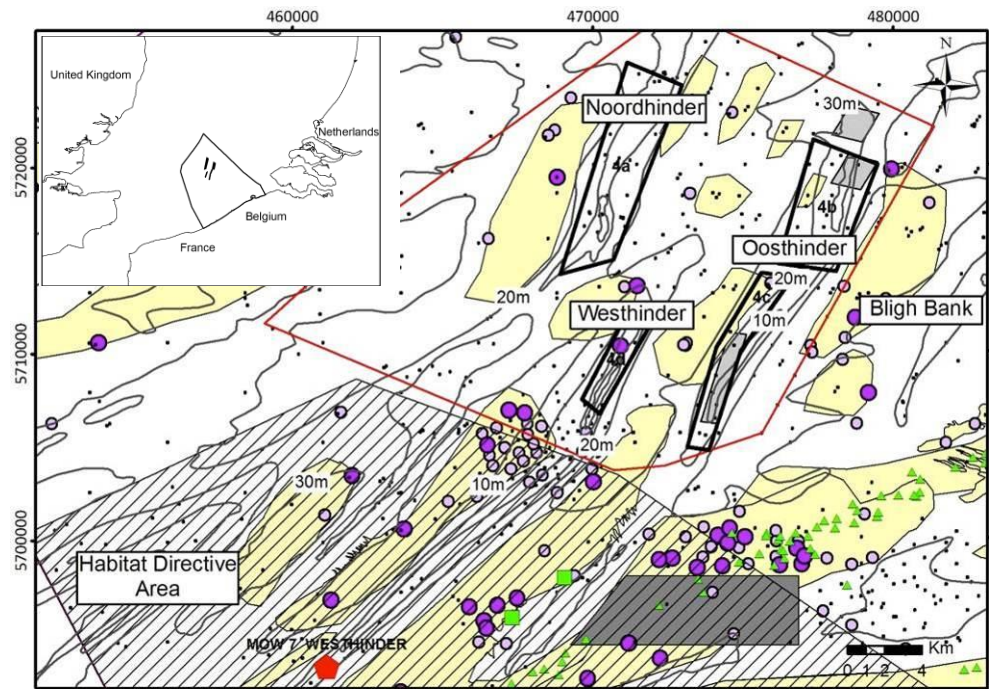 460000
470000
480000
United Kingdom
Netherlands
Belgium
France
N
30m
Noordhinder
5720000
4a
4b
Oosthinder
20m
20m
4c
Westhinder
10m
Bligh Bank
5710000
4d
20m
30m
10m
5700000
Habitat Directive
Area
MOW 7 WESTHINDER
Km
0 1 2 4